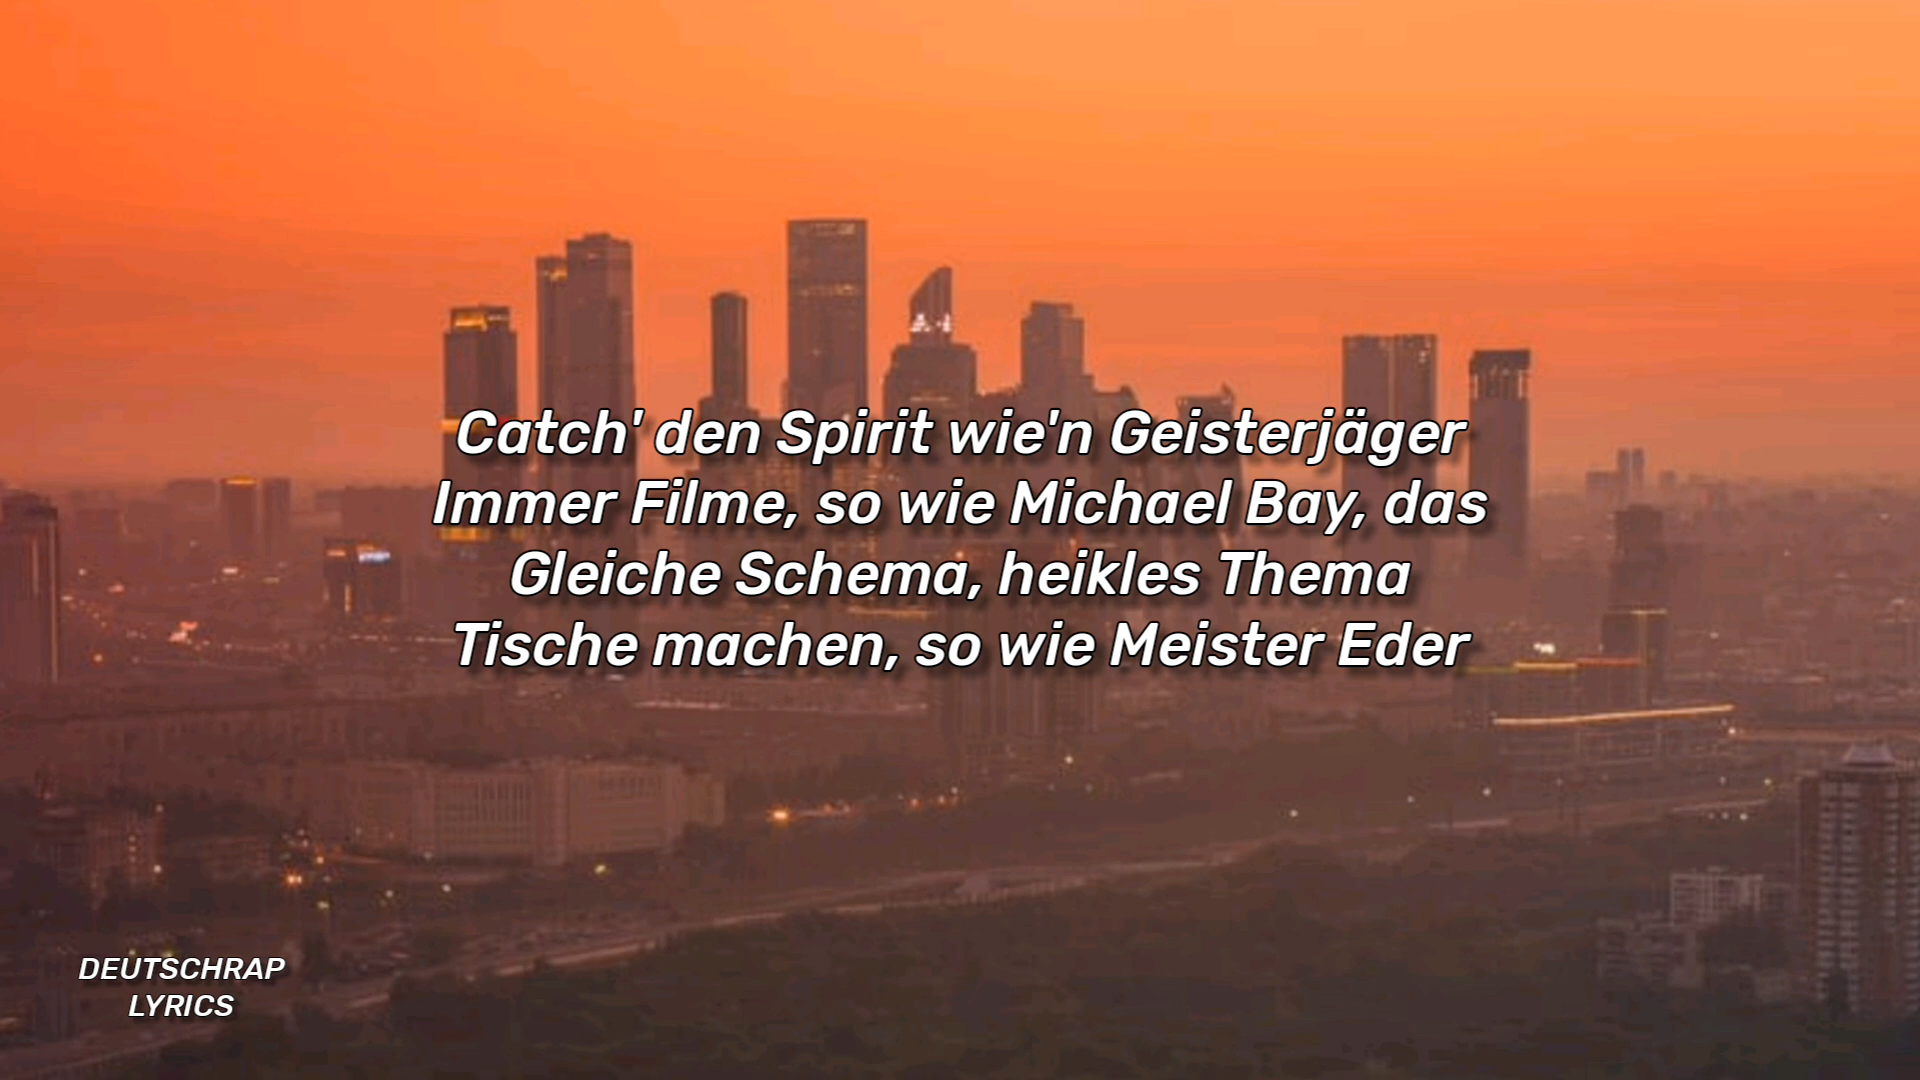 Catch' den Spirit wie'n Geisterjäger
Immer Filme, so wie Michael Bay, das
Gleiche Schema, heikles Thema
Tische machen, so wie Meister Eder
DEUTSCHRAP
LYRICS